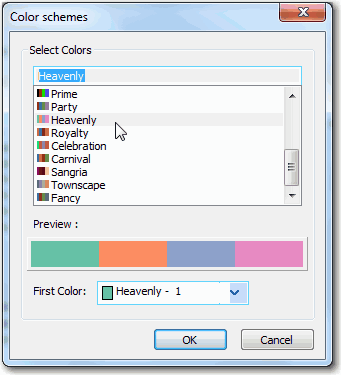 Color schemes
Select Colors
Heavenly
Prime
Party
Heavenly
Royalty
Celebration
Carnival
Sangria
Townscape
Fancy
Preview :
First Color: Heavenly - 1
OK Cancel